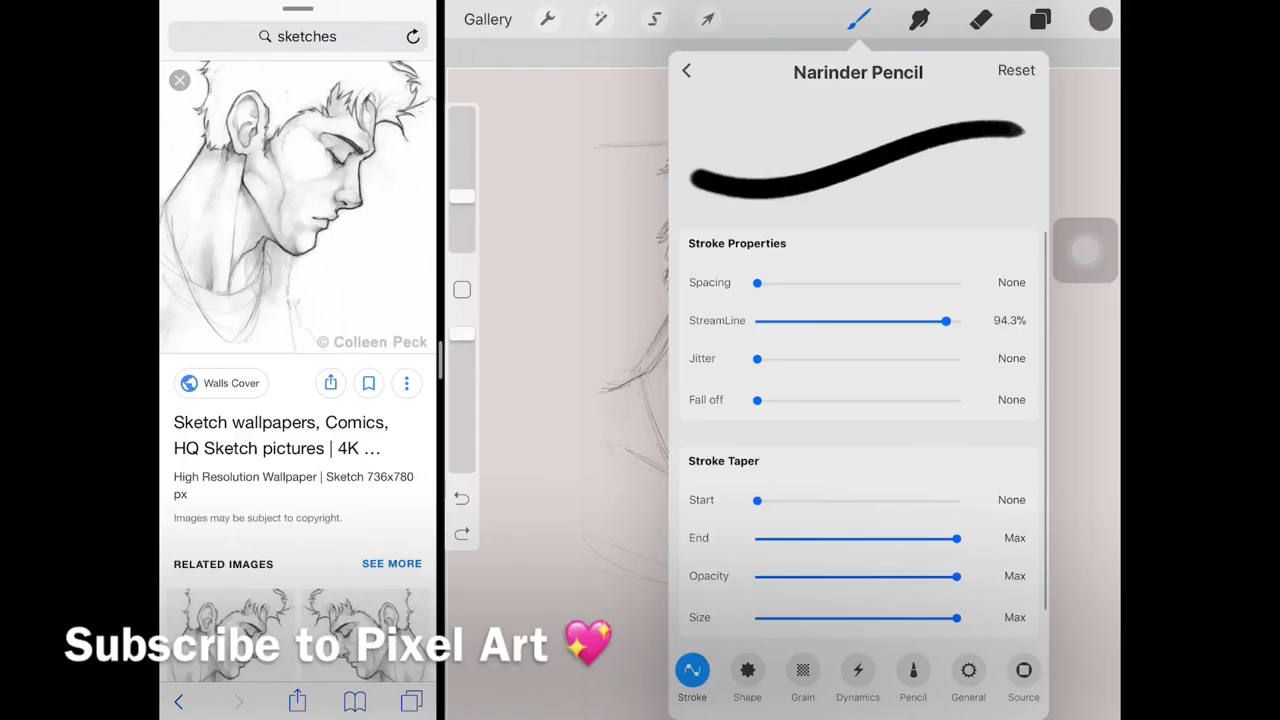 sketches
© Colleen Peck
Walls Cover
Sketch wallpapers, Comics,
HQ Sketch pictures | 4K ...
High Resolution Wallpaper | Sketch 736x780
px
Images may be subject to copyright.
RELATED IMAGES SEE MORE
Gallery
Narinder Pencil
Reset
Stroke Properties
Spacing None
StreamLine 94.3%
Jitter None
Fall off None
Stroke Taper
Start None
End Max
Opacity Max
Size Max
Stroke Shape Grain Dynamics Pencil General Source
Subscribe to Pixel Art 💖